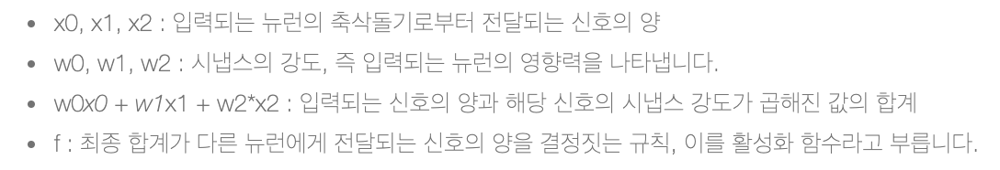 • x0, x1, x2 : 입력되는 뉴런의 축삭돌기로부터 전달되는 신호의 양
• w0, w1, w2 : 시냅스의 강도, 즉 입력되는 뉴런의 영향력을 나타냅니다.
• w0x0 + w1x1 + w2*x2 : 입력되는 신호의 양과 해당 신호의 시냅스 강도가 곱해진 값의 합계
• f : 최종 합계가 다른 뉴런에게 전달되는 신호의 양을 결정짓는 규칙, 이를 활성화 함수라고 부릅니다.